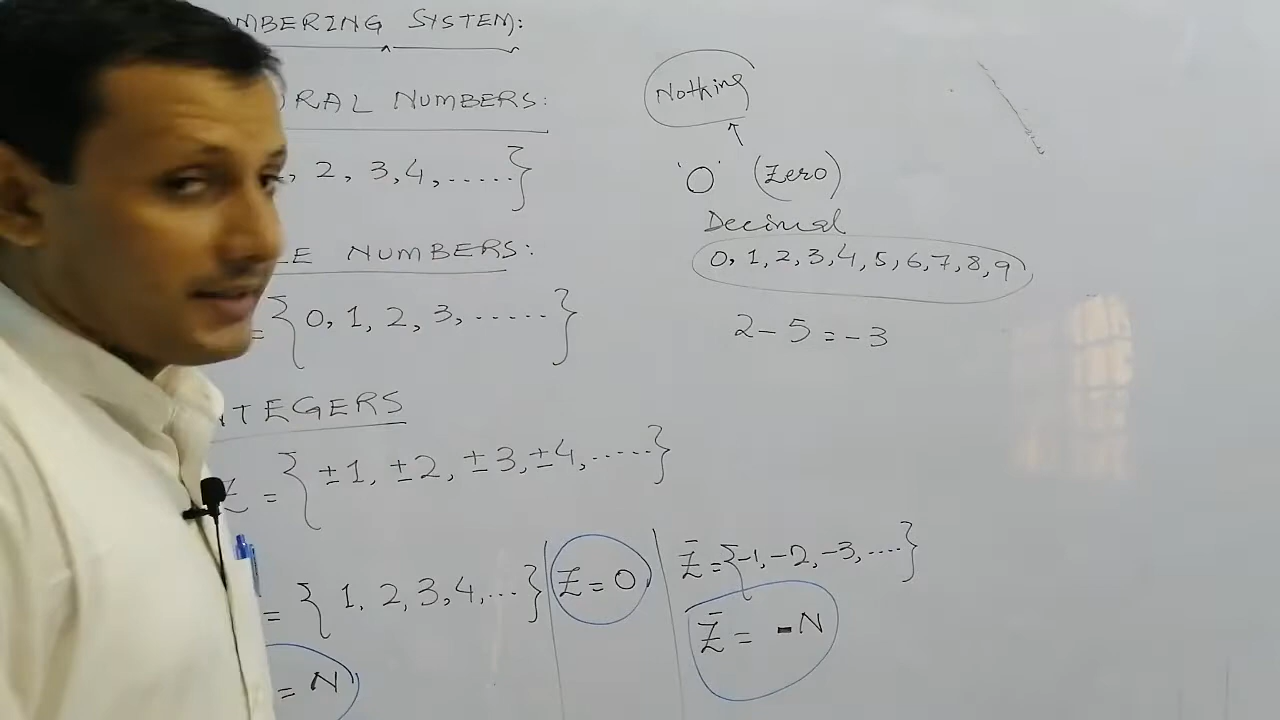 MBERING SYSTEM:
RAL NUMBERS:
, 2, 3, 4, ..... }
LE NUMBERS:
= { 0, 1, 2, 3, ...... }
NTEGERS
Z = { ±1, ±2, ±3, ±4, ..... }
= { 1, 2, 3, 4, ... }
= N
Z = 0
Z̄ = { -1, -2, -3, .... }
Z̄ = -N
Nothing
'0' (Zero)
Decimal
0, 1, 2, 3, 4, 5, 6, 7, 8, 9
2 - 5 = -3